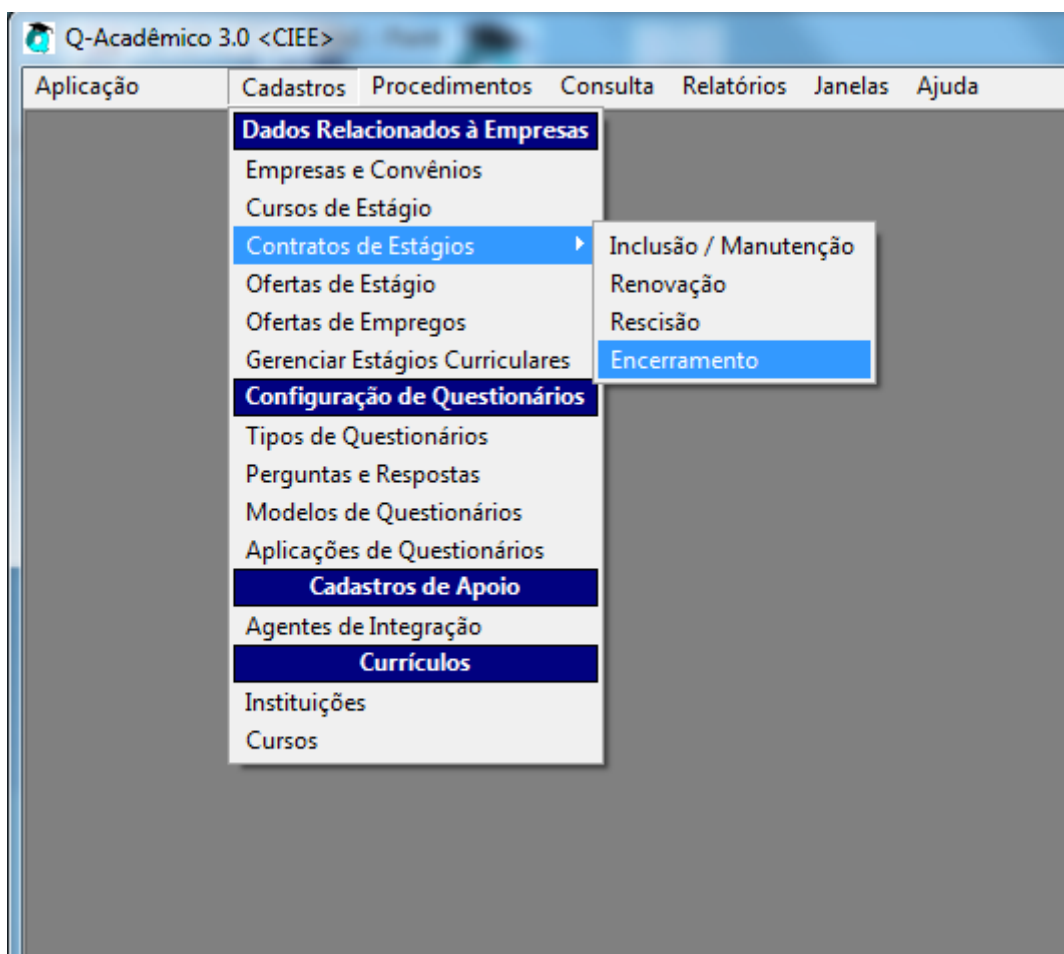 Q-Acadêmico 3.0 <CIEE>
Aplicação Cadastros Procedimentos Consulta Relatórios Janelas Ajuda
Dados Relacionados à Empresas
Empresas e Convênios
Cursos de Estágio
Contratos de Estágios
Inclusão / Manutenção
Renovação
Rescisão
Encerramento
Ofertas de Estágio
Ofertas de Empregos
Gerenciar Estágios Curriculares
Configuração de Questionários
Tipos de Questionários
Perguntas e Respostas
Modelos de Questionários
Aplicações de Questionários
Cadastros de Apoio
Agentes de Integração
Currículos
Instituições
Cursos